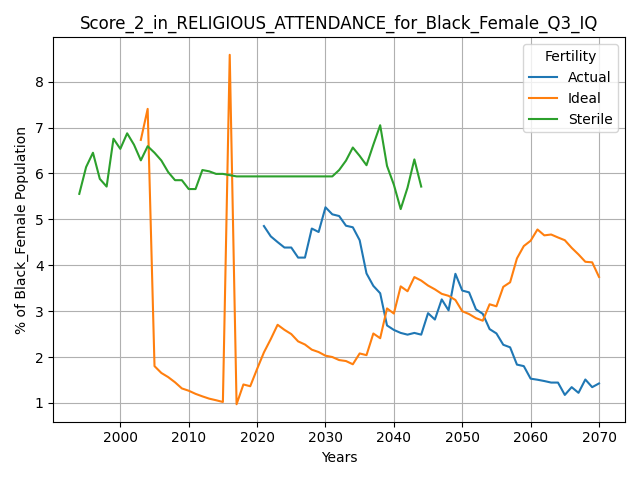 Score_2_in_RELIGIOUS_ATTENDANCE_for_Black_Female_Q3_IQ
Fertility
Actual
Ideal
Sterile
% of Black_Female Population
8
7
6
5
4
3
2
1
2000 2010 2020 2030 2040 2050 2060 2070
Years